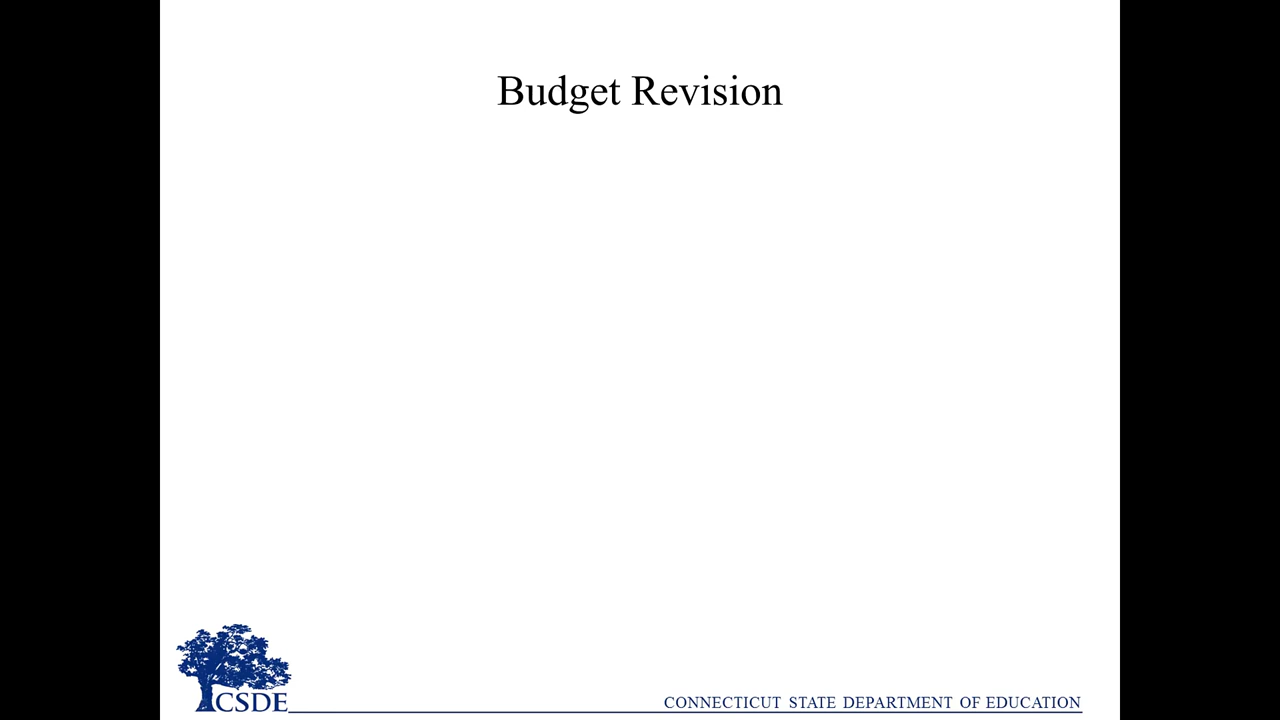 Budget Revision
CSDE
CONNECTICUT STATE DEPARTMENT OF EDUCATION